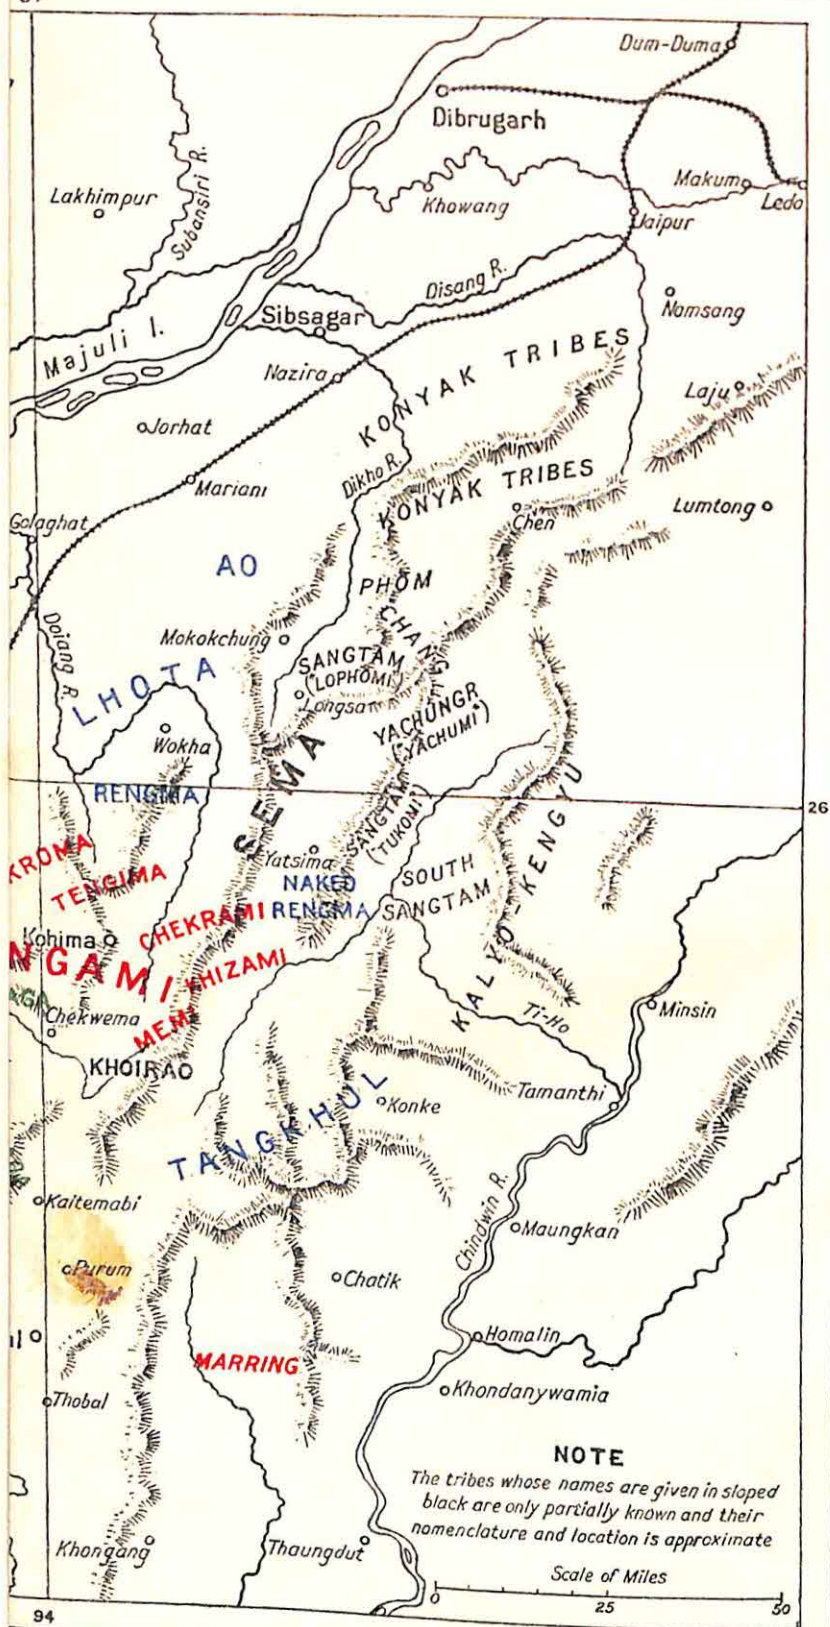 Dum-Duma
Dibrugarh
Lakhimpur
Subansiri R.
Khowang
Makum
Ledo
Jaipur
Disang R.
Namsang
Sibsagar
Majuli I.
Nazira
KONYAK TRIBES
Laju
Jorhat
Dikho R.
Mariani
KONYAK TRIBES
Chen
Lumtong
Golaghat
AO
PHOM
CHANG
Doiang R.
Mokokchung
SANGTAM
(LOPHOMI)
Longsa
LHOTA
YACHUNGR
(YACHUMI)
Wokha
SEMA
RENGMA
26
SANGTAM
(TUKOMI)
KALYO-KENGYU
KROMA
TENGIMA
Yatsima
NAKED
RENGMA
SOUTH
SANGTAM
CHEKRAMI
Kohima
NGAMI
KHIZAMI
Chekwema
MEMI
Ti-Ho
Minsin
KHOIRAO
Tamanthi
Konke
TANGKHUL
Kaitemabi
Chindwin R.
Maungkan
Purum
Chatik
Homalin
MARRING
Thobal
Khondanywamia
NOTE
The tribes whose names are given in sloped
black are only partially known and their
nomenclature and location is approximate
Khongang
Thaungdut
Scale of Miles
0 25 50
94